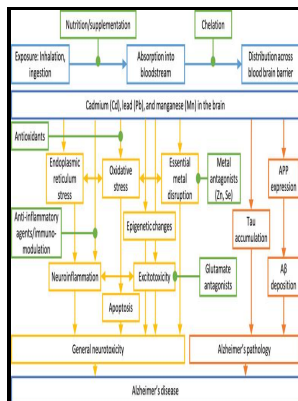 Nutrition/supplementation
Chelation
Exposure: Inhalation,
ingestion
Absorption into
bloodstream
Distribution across
blood brain barrier
Cadmium (Cd), lead (Pb), and manganese (Mn) in the brain
Antioxidants
Endoplasmic
reticulum
stress
Oxidative
stress
Essential
metal
disruption
Metal
antagonists
(Zn, Se)
APP
expression
Anti-inflammatory
agents/immuno-
modulation
Epigenetic changes
Tau
accumulation
Neuroinflammation
Excitotoxicity
Glutamate
antagonists
Aβ
deposition
Apoptosis
General neurotoxicity
Alzheimer's pathology
Alzheimer's disease